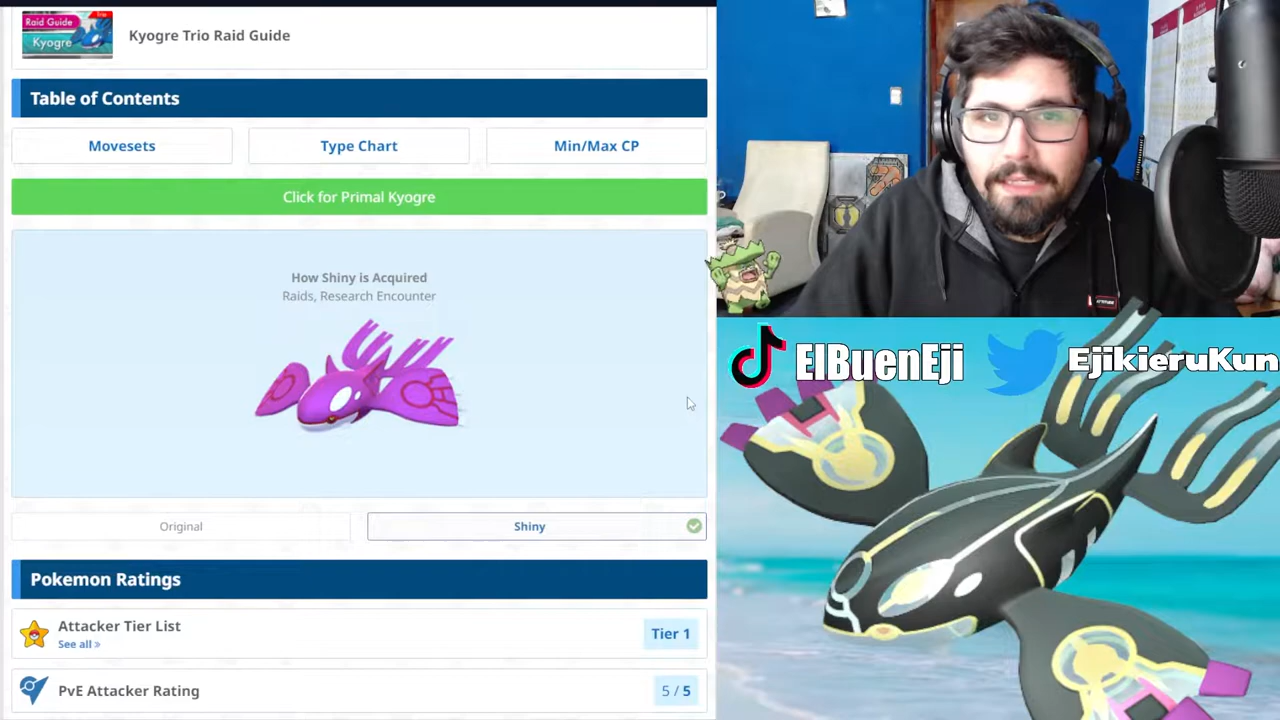 Raid Guide
Kyogre
Kyogre Trio Raid Guide
Table of Contents
Movesets
Type Chart
Min/Max CP
Click for Primal Kyogre
How Shiny is Acquired
Raids, Research Encounter
Original
Shiny
Pokemon Ratings
Attacker Tier List
See all »
Tier 1
PvE Attacker Rating
5 / 5
ElBuenEji
EjikieruKun